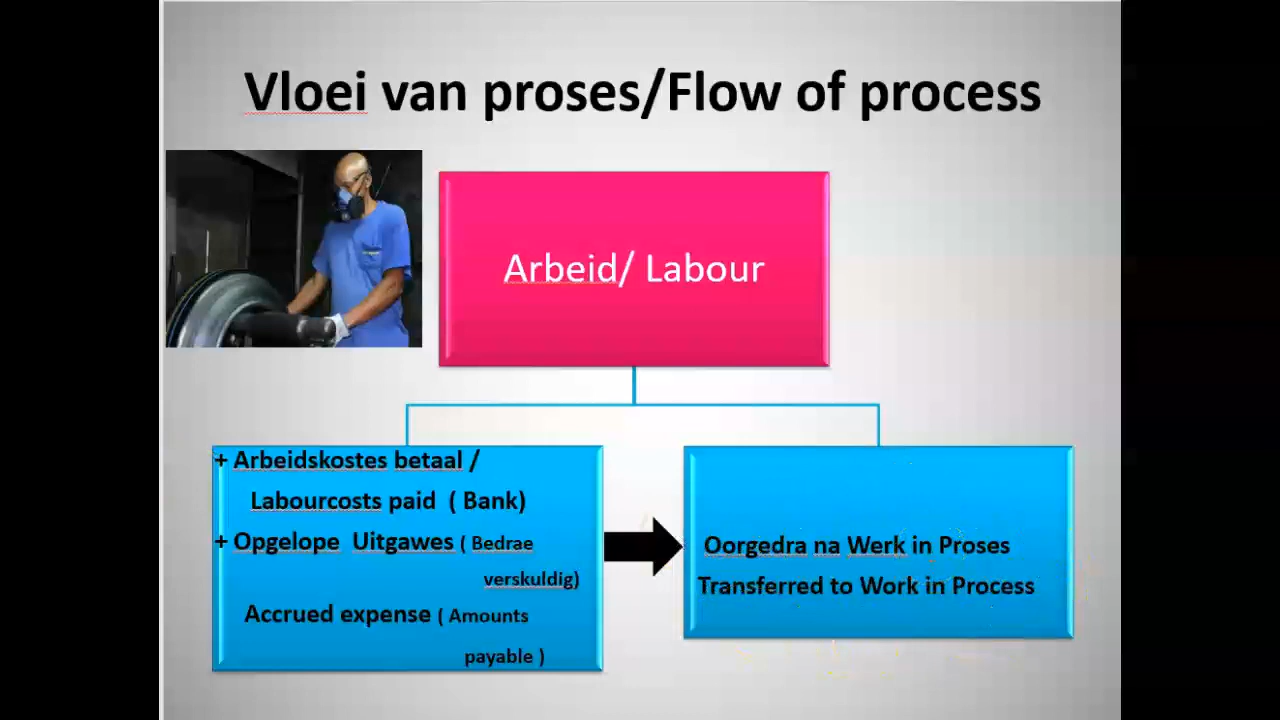 Vloei van proses/Flow of process
Arbeid/ Labour
+ Arbeidskostes betaal /
Labourcosts paid ( Bank)
+ Opgelope Uitgawes ( Bedrae
verskuldig)
Accrued expense ( Amounts
payable )
Oorgedra na Werk in Proses
Transferred to Work in Process